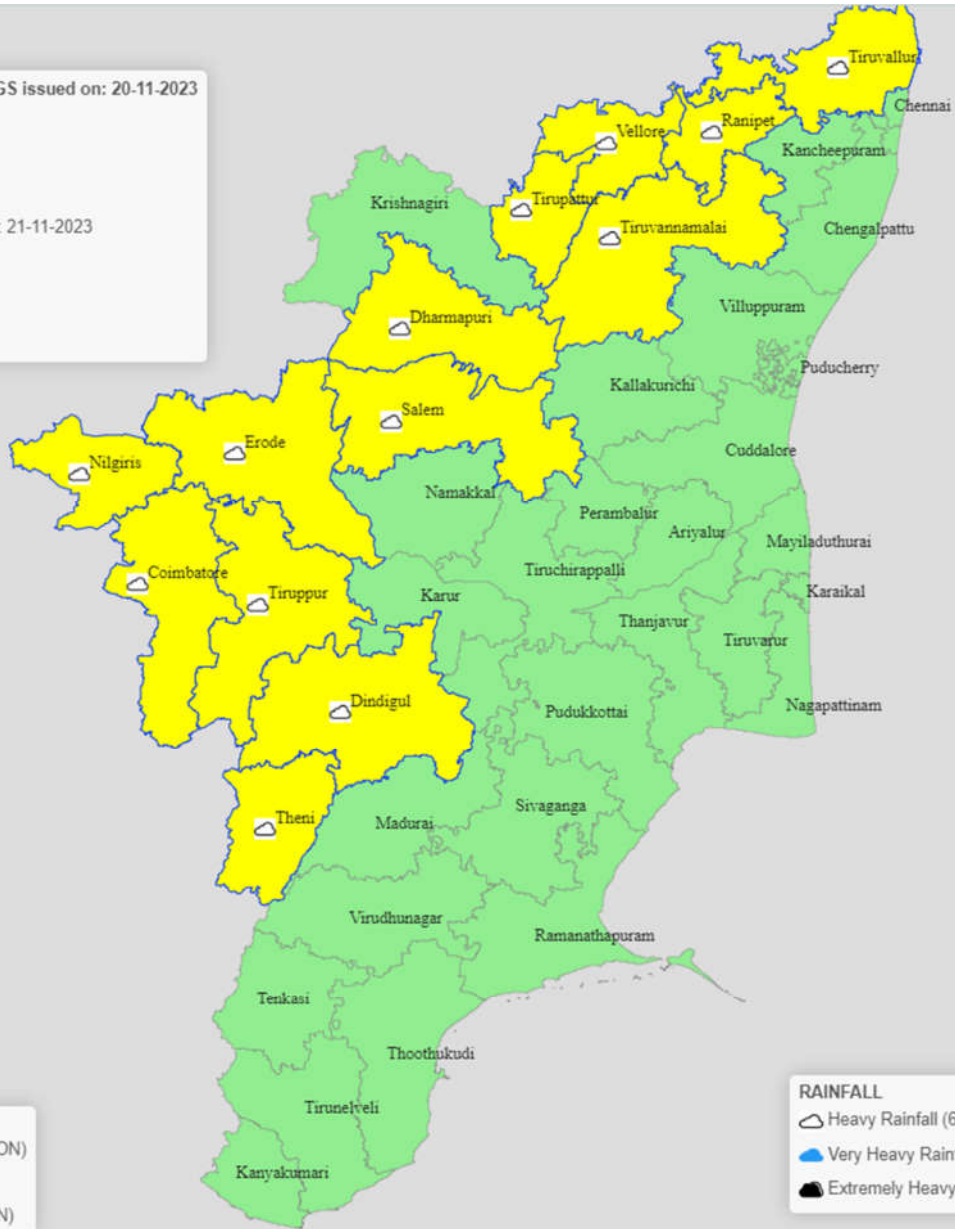 GS issued on: 20-11-2023
: 21-11-2023
Tiruvallur
Chennai
Ranipet
Vellore
Kancheepuram
Tirupattur
Krishnagiri
Tiruvannamalai
Chengalpattu
Villuppuram
Dharmapuri
Puducherry
Kallakurichi
Salem
Erode
Cuddalore
Nilgiris
Namakkal
Perambalur
Ariyalur
Mayiladuthurai
Coimbatore
Tiruchirappalli
Tiruppur
Karur
Karaikal
Thanjavur
Tiruvarur
Dindigul
Nagapattinam
Pudukkottai
Sivaganga
Theni
Madurai
Virudhunagar
Ramanathapuram
Tenkasi
Thoothukudi
Tirunelveli
Kanyakumari
ON)
N)
RAINFALL
Heavy Rainfall (6
Very Heavy Rain
Extremely Heavy